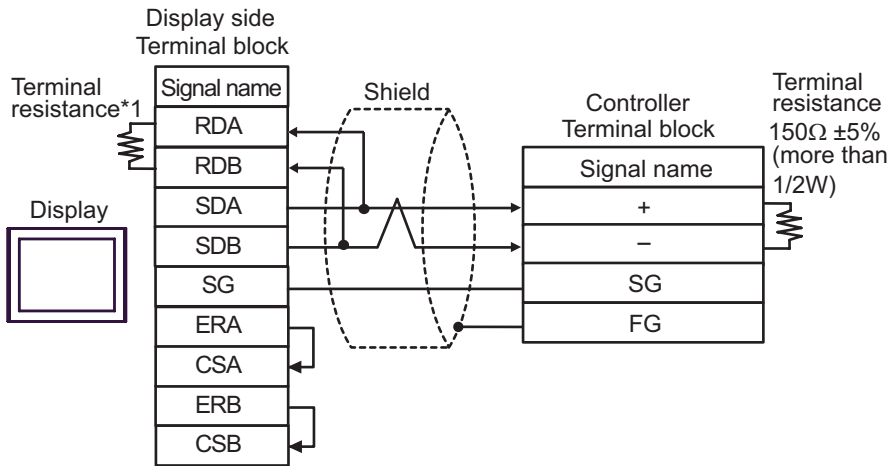 Display side
Terminal block
Terminal
resistance*1
Signal name
RDA
RDB
SDA
SDB
SG
ERA
CSA
ERB
CSB
Display
Shield
Controller
Terminal block
Signal name
+
−
SG
FG
Terminal
resistance
150Ω ±5%
(more than
1/2W)